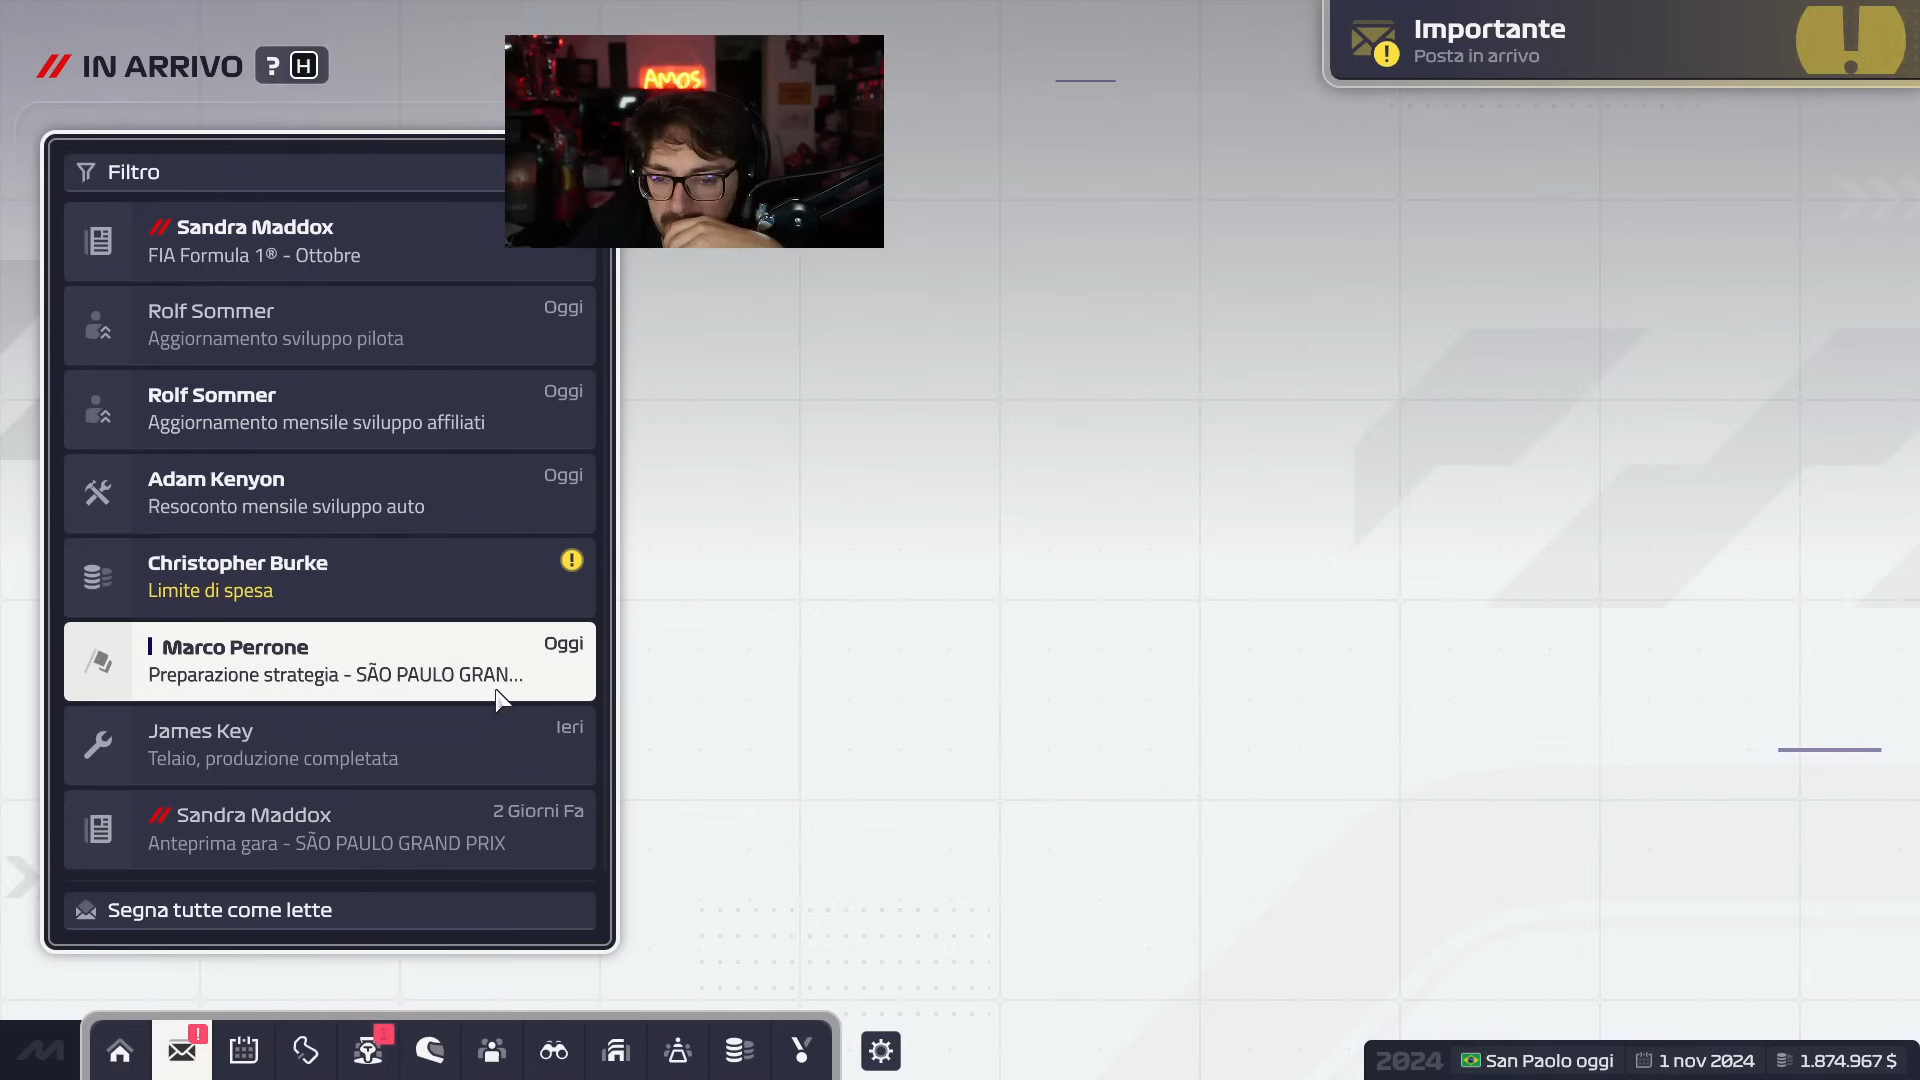 IN ARRIVO ? H
AMOS
Importante
Posta in arrivo
Filtro
Sandra Maddox
FIA Formula 1® - Ottobre
Rolf Sommer Oggi
Aggiornamento sviluppo pilota
Rolf Sommer Oggi
Aggiornamento mensile sviluppo affiliati
Adam Kenyon Oggi
Resoconto mensile sviluppo auto
Christopher Burke
Limite di spesa
Marco Perrone Oggi
Preparazione strategia - SÃO PAULO GRAN...
James Key Ieri
Telaio, produzione completata
Sandra Maddox 2 Giorni Fa
Anteprima gara - SÃO PAULO GRAND PRIX
Segna tutte come lette
1
2024 San Paolo oggi 1 nov 2024 1.874.967 $